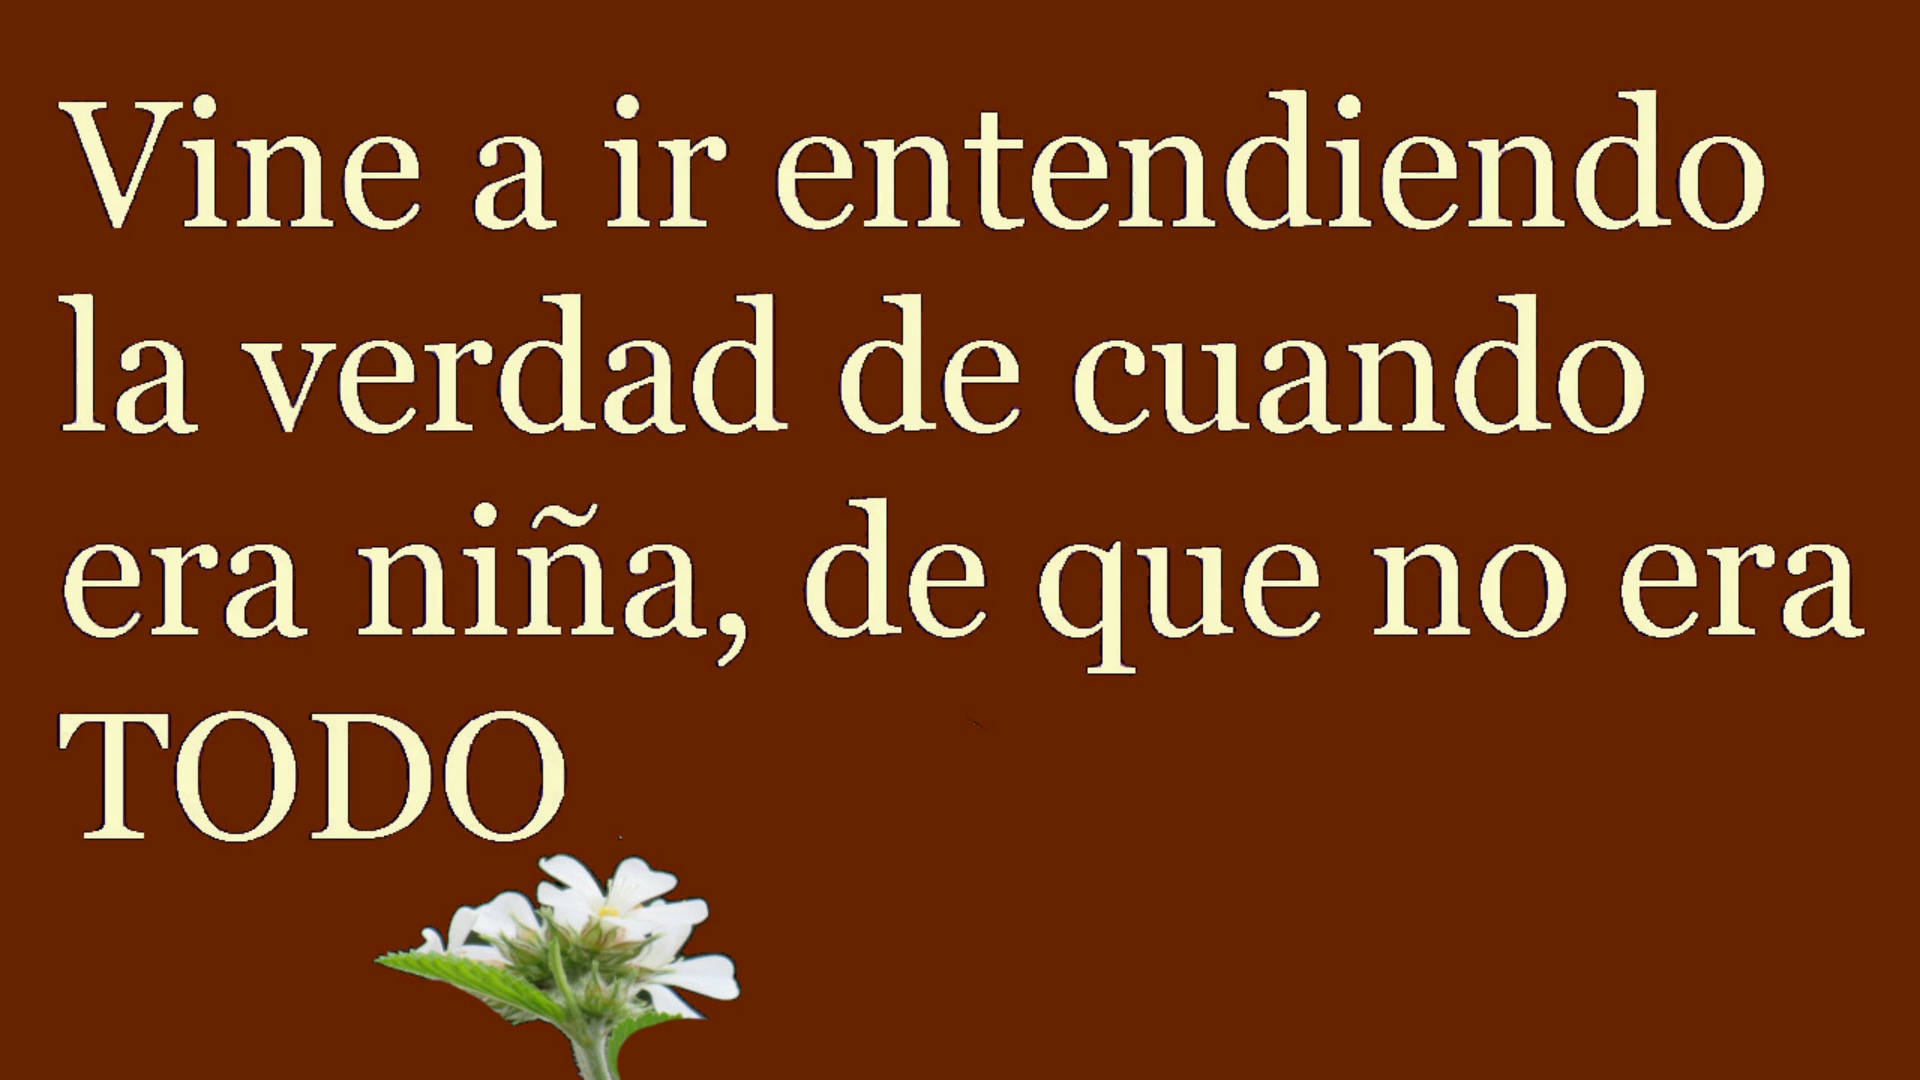 Vine a ir entendiendo
la verdad de cuando
era niña, de que no era
TODO